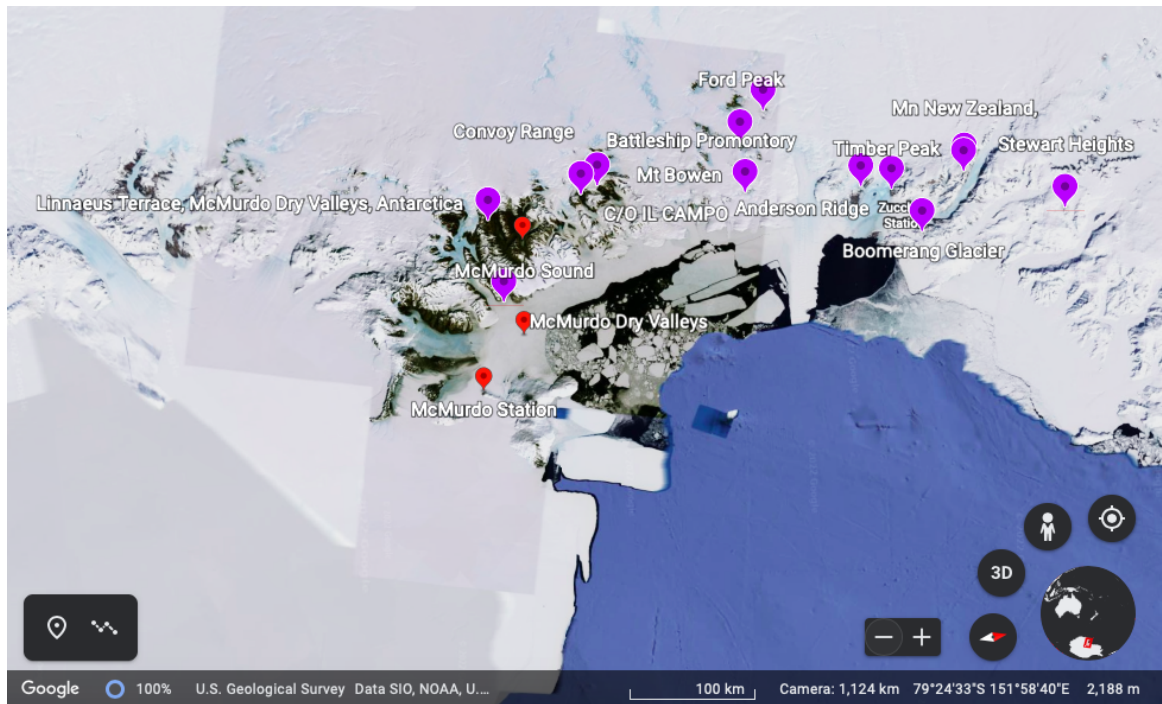 Ford Peak
Mn New Zealand,
Convoy Range
Battleship Promontory
Timber Peak
Stewart Heights
Mt Bowen
Linnaeus Terrace, McMurdo Dry Valleys, Antarctica
C/O IL CAMPO
Anderson Ridge
Zucch
Station
Boomerang Glacier
McMurdo Sound
McMurdo Dry Valleys
McMurdo Station
3D
Google
100%
U.S. Geological Survey Data SIO, NOAA, U....
100 km
Camera: 1,124 km 79°24'33"S 151°58'40"E 2,188 m